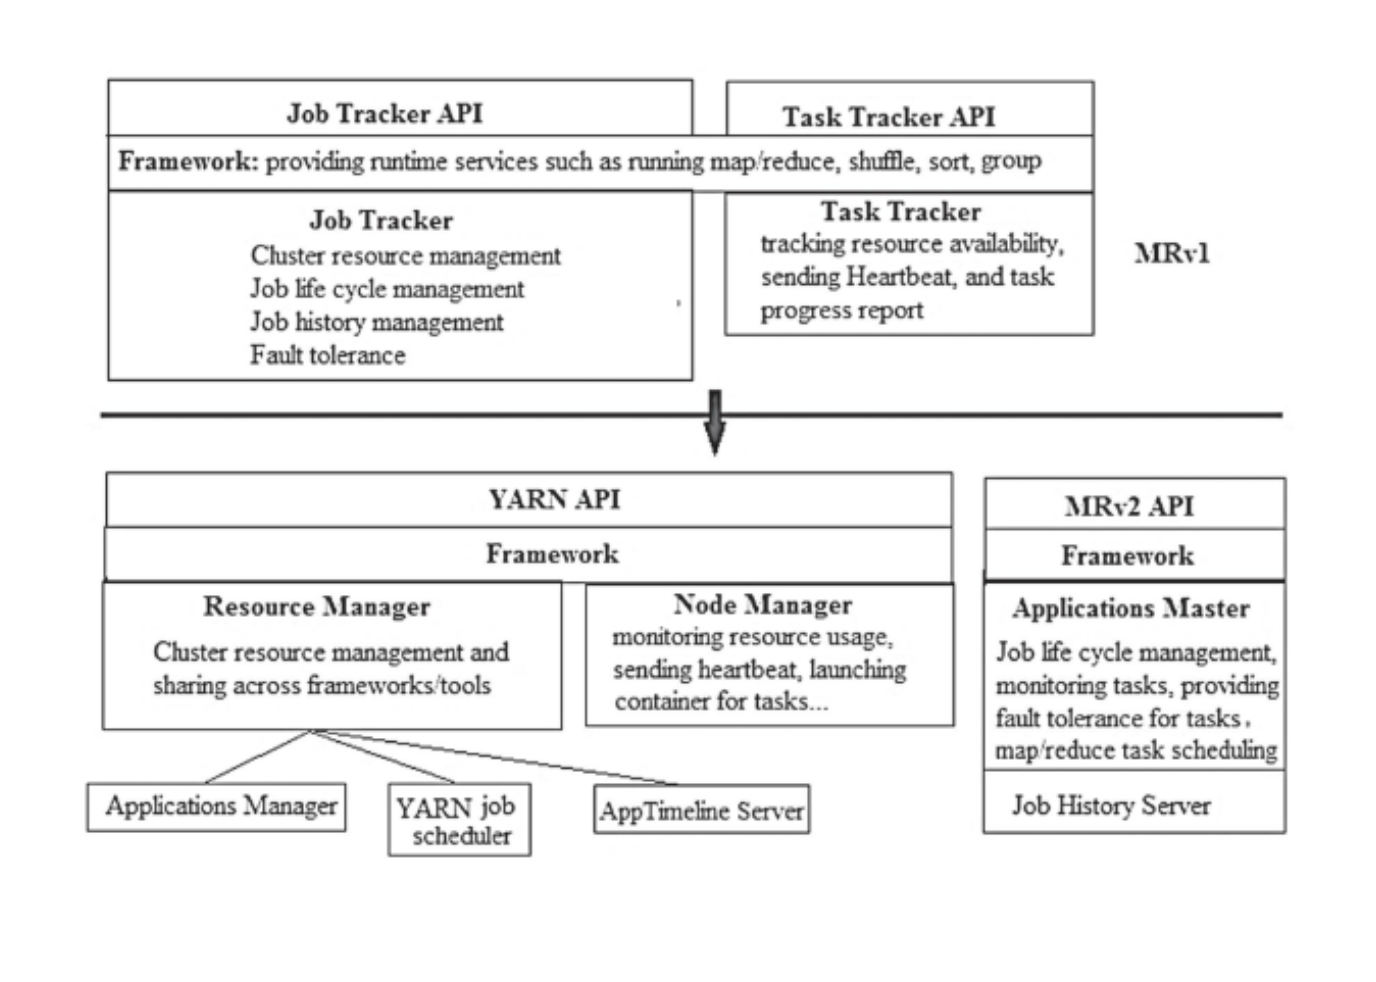 Job Tracker API
Task Tracker API
Framework: providing runtime services such as running map/reduce, shuffle, sort, group
Job Tracker
Cluster resource management
Job life cycle management
Job history management
Fault tolerance
Task Tracker
tracking resource availability,
sending Heartbeat, and task
progress report
MRv1
YARN API
Framework
Resource Manager
Cluster resource management and
sharing across frameworks/tools
Node Manager
monitoring resource usage,
sending heartbeat, launching
container for tasks...
Applications Manager
YARN job
scheduler
AppTimeline Server
MRv2 API
Framework
Applications Master
Job life cycle management,
monitoring tasks, providing
fault tolerance for tasks,
map/reduce task scheduling
Job History Server